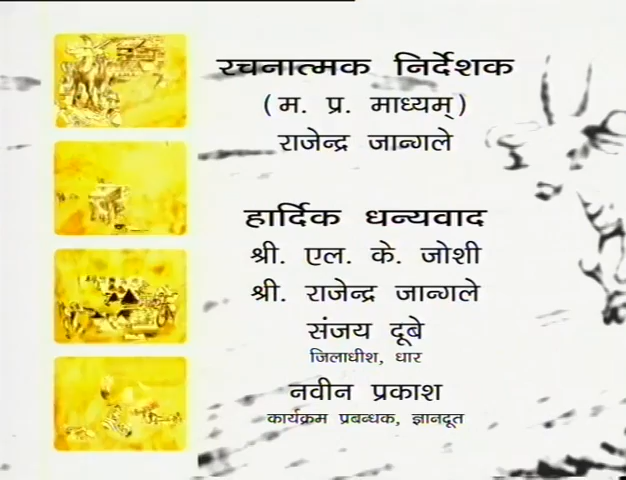 रचनात्मक निर्देशक
(म. प्र. माध्यम्)
राजेन्द्र जान्गले
हार्दिक धन्यवाद
श्री. एल. के. जोशी
श्री. राजेन्द्र जान्गले
संजय दूबे
जिलाधीश, धार
नवीन प्रकाश
कार्यक्रम प्रबन्धक, ज्ञानदूत